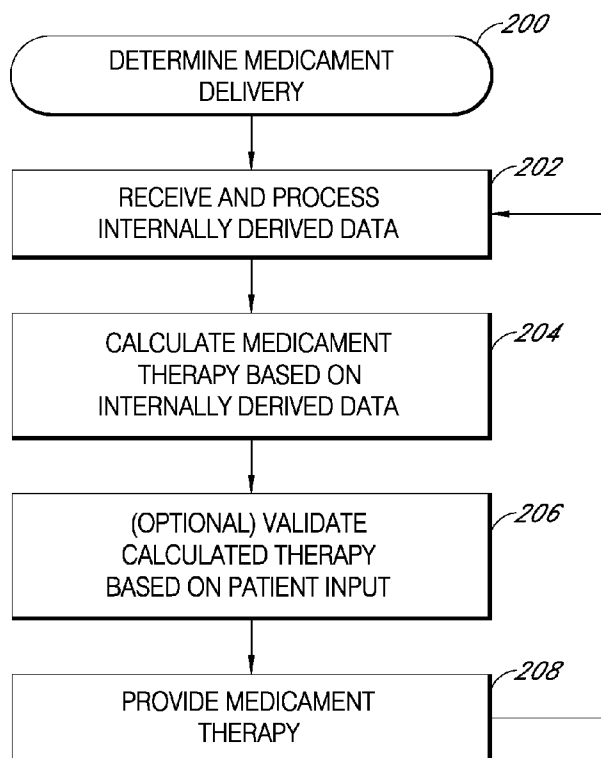 200
DETERMINE MEDICAMENT
DELIVERY
202
RECEIVE AND PROCESS
INTERNALLY DERIVED DATA
204
CALCULATE MEDICAMENT
THERAPY BASED ON
INTERNALLY DERIVED DATA
206
(OPTIONAL) VALIDATE
CALCULATED THERAPY
BASED ON PATIENT INPUT
208
PROVIDE MEDICAMENT
THERAPY